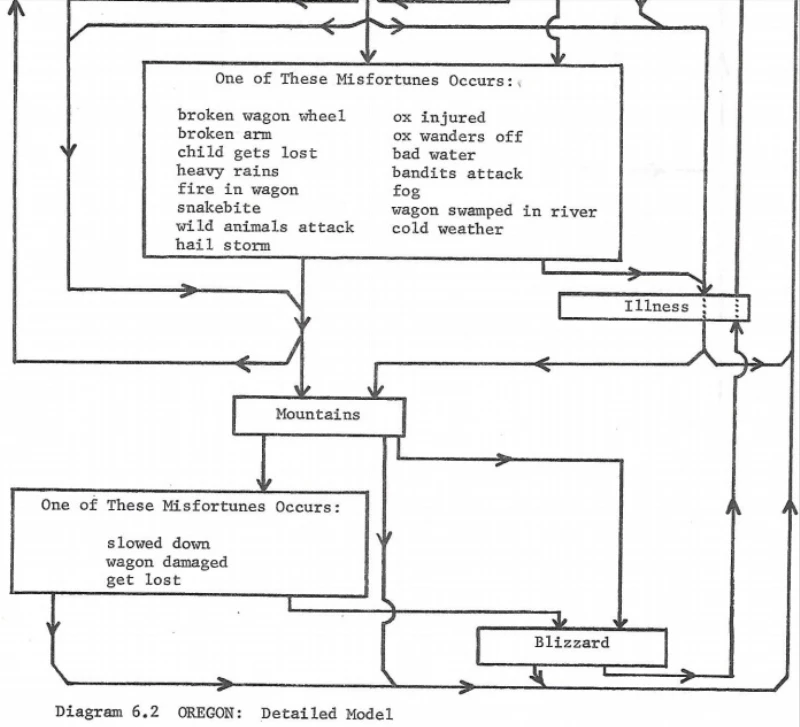 One of These Misfortunes Occurs:
broken wagon wheel
broken arm
child gets lost
heavy rains
fire in wagon
snakebite
wild animals attack
hail storm
ox injured
ox wanders off
bad water
bandits attack
fog
wagon swamped in river
cold weather
Illness
Mountains
One of These Misfortunes Occurs:
slowed down
wagon damaged
get lost
Blizzard
Diagram 6.2 OREGON: Detailed Model